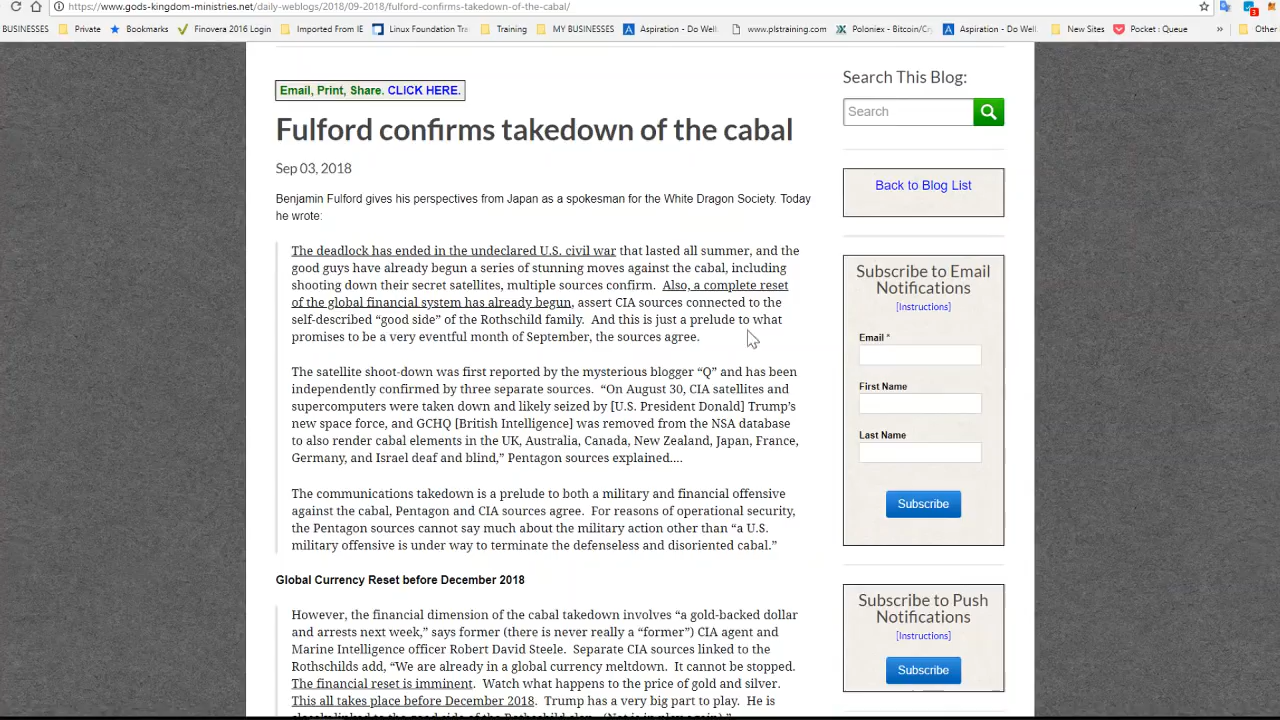 https://www.gods-kingdom-ministries.net/daily-weblogs/2018/09-2018/fulford-confirms-takedown-of-the-cabal/
BUSINESSES Private Bookmarks Finovera 2016 Login Imported From IE Linux Foundation Tra Training MY BUSINESSES Aspiration - Do Well www.plstraining.com Poloniex - Bitcoin/Cr Aspiration - Do Well New Sites Pocket : Queue » Other
Email, Print, Share. CLICK HERE.
Fulford confirms takedown of the cabal
Sep 03, 2018
Benjamin Fulford gives his perspectives from Japan as a spokesman for the White Dragon Society. Today
he wrote:
The deadlock has ended in the undeclared U.S. civil war that lasted all summer, and the
good guys have already begun a series of stunning moves against the cabal, including
shooting down their secret satellites, multiple sources confirm. Also, a complete reset
of the global financial system has already begun, assert CIA sources connected to the
self-described “good side” of the Rothschild family. And this is just a prelude to what
promises to be a very eventful month of September, the sources agree.
The satellite shoot-down was first reported by the mysterious blogger “Q” and has been
independently confirmed by three separate sources. “On August 30, CIA satellites and
supercomputers were taken down and likely seized by [U.S. President Donald] Trump’s
new space force, and GCHQ [British Intelligence] was removed from the NSA database
to also render cabal elements in the UK, Australia, Canada, New Zealand, Japan, France,
Germany, and Israel deaf and blind,” Pentagon sources explained....
The communications takedown is a prelude to both a military and financial offensive
against the cabal, Pentagon and CIA sources agree. For reasons of operational security,
the Pentagon sources cannot say much about the military action other than “a U.S.
military offensive is under way to terminate the defenseless and disoriented cabal.”
Global Currency Reset before December 2018
However, the financial dimension of the cabal takedown involves “a gold-backed dollar
and arrests next week,” says former (there is never really a “former”) CIA agent and
Marine Intelligence officer Robert David Steele. Separate CIA sources linked to the
Rothschilds add, “We are already in a global currency meltdown. It cannot be stopped.
The financial reset is imminent. Watch what happens to the price of gold and silver.
This all takes place before December 2018. Trump has a very big part to play. He is
closely linked to the good side of the Rothschild clan.
Search This Blog:
Search
Back to Blog List
Subscribe to Email
Notifications
[Instructions]
Email *
First Name
Last Name
Subscribe
Subscribe to Push
Notifications
[Instructions]
Subscribe